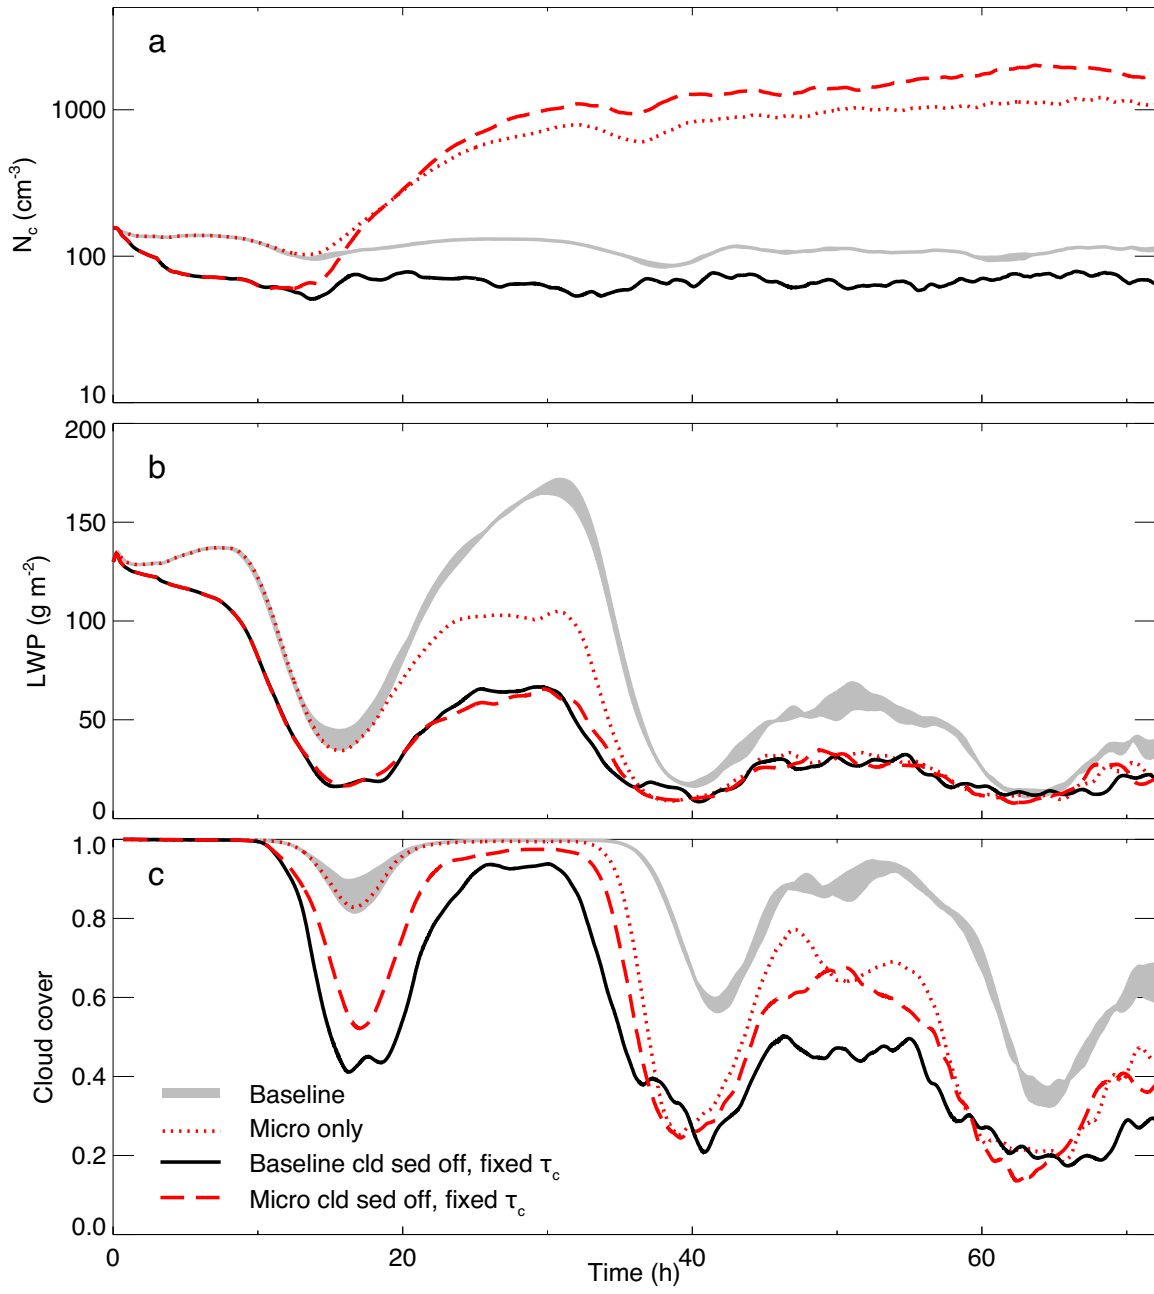 a
1000
100
10
N_c (cm^-3)
b
200
150
100
50
0
LWP (g m^-2)
c
1.0
0.8
0.6
0.4
0.2
0.0
Cloud cover
Baseline
Micro only
Baseline cld sed off, fixed τ_c
Micro cld sed off, fixed τ_c
0
20
40
60
Time (h)